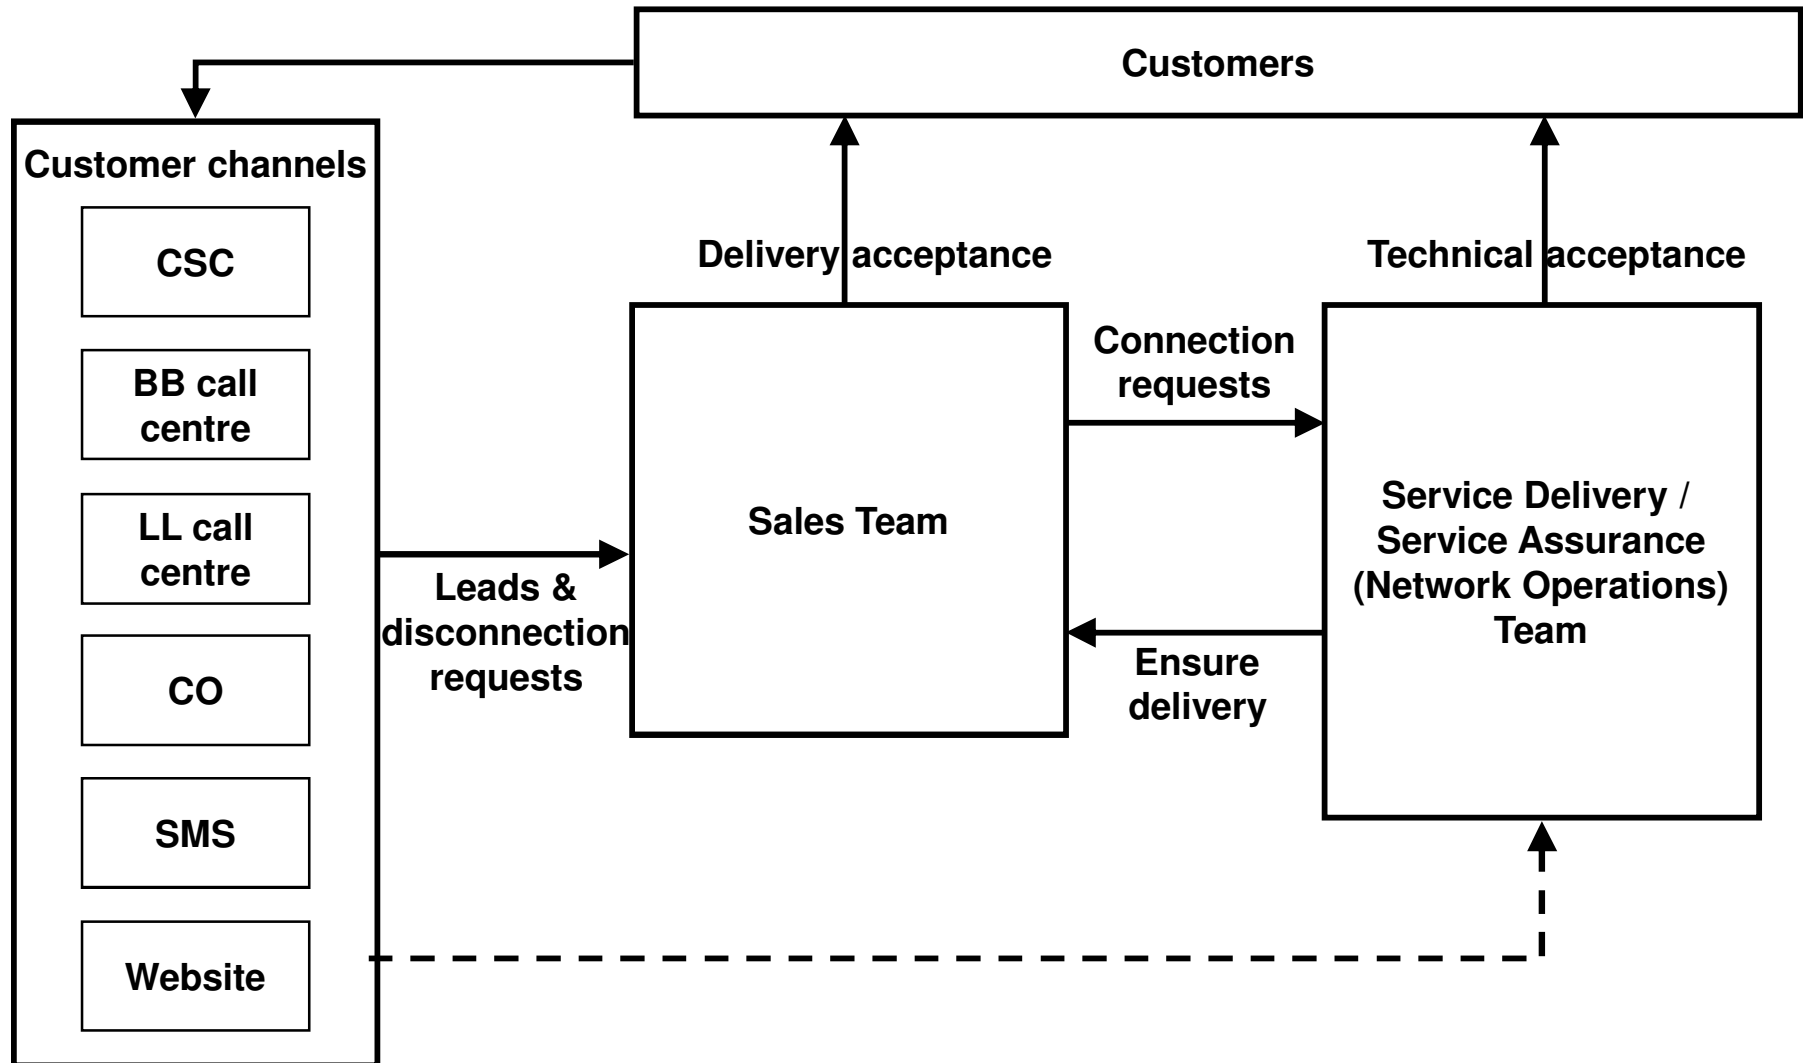 Customers
Customer channels
CSC
BB call
centre
LL call
centre
CO
SMS
Website
Leads &
disconnection
requests
Delivery acceptance
Sales Team
Connection
requests
Ensure
delivery
Technical acceptance
Service Delivery /
Service Assurance
(Network Operations)
Team